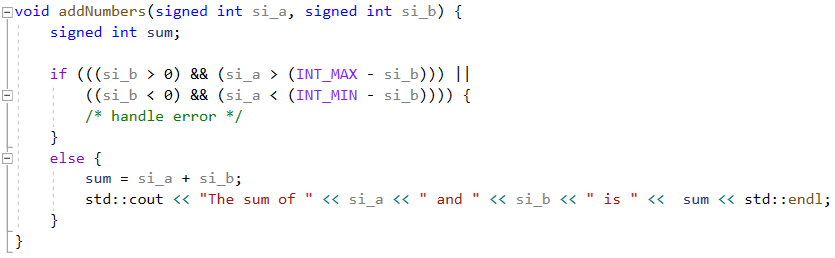 void addNumbers(signed int si_a, signed int si_b) {
    signed int sum;

    if (((si_b > 0) && (si_a > (INT_MAX - si_b))) ||
        ((si_b < 0) && (si_a < (INT_MIN - si_b)))) {
        /* handle error */
    }
    else {
        sum = si_a + si_b;
        std::cout << "The sum of " << si_a << " and " << si_b << " is " <<  sum << std::endl;
    }
}